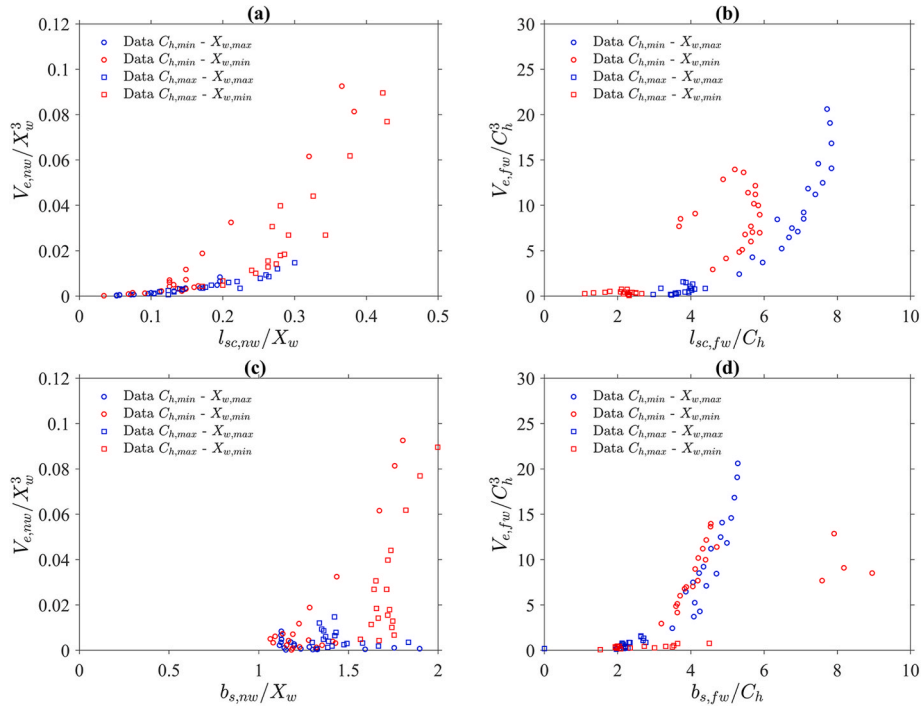 (a)
0.12
0.1
0.08
0.06
0.04
0.02
0
V_{e,nw}/X_w^3
Data C_{h,min} - X_{w,max}
Data C_{h,min} - X_{w,min}
Data C_{h,max} - X_{w,max}
Data C_{h,max} - X_{w,min}
0 0.1 0.2 0.3 0.4 0.5
l_{sc,nw}/X_w
(b)
30
25
20
15
10
5
0
V_{e,fw}/C_h^3
Data C_{h,min} - X_{w,max}
Data C_{h,min} - X_{w,min}
Data C_{h,max} - X_{w,max}
Data C_{h,max} - X_{w,min}
0 2 4 6 8 10
l_{sc,fw}/C_h
(c)
0.12
0.1
0.08
0.06
0.04
0.02
0
V_{e,nw}/X_w^3
Data C_{h,min} - X_{w,max}
Data C_{h,min} - X_{w,min}
Data C_{h,max} - X_{w,max}
Data C_{h,max} - X_{w,min}
0 0.5 1 1.5 2
b_{s,nw}/X_w
(d)
30
25
20
15
10
5
0
V_{e,fw}/C_h^3
Data C_{h,min} - X_{w,max}
Data C_{h,min} - X_{w,min}
Data C_{h,max} - X_{w,max}
Data C_{h,max} - X_{w,min}
0 2 4 6 8 10
b_{s,fw}/C_h